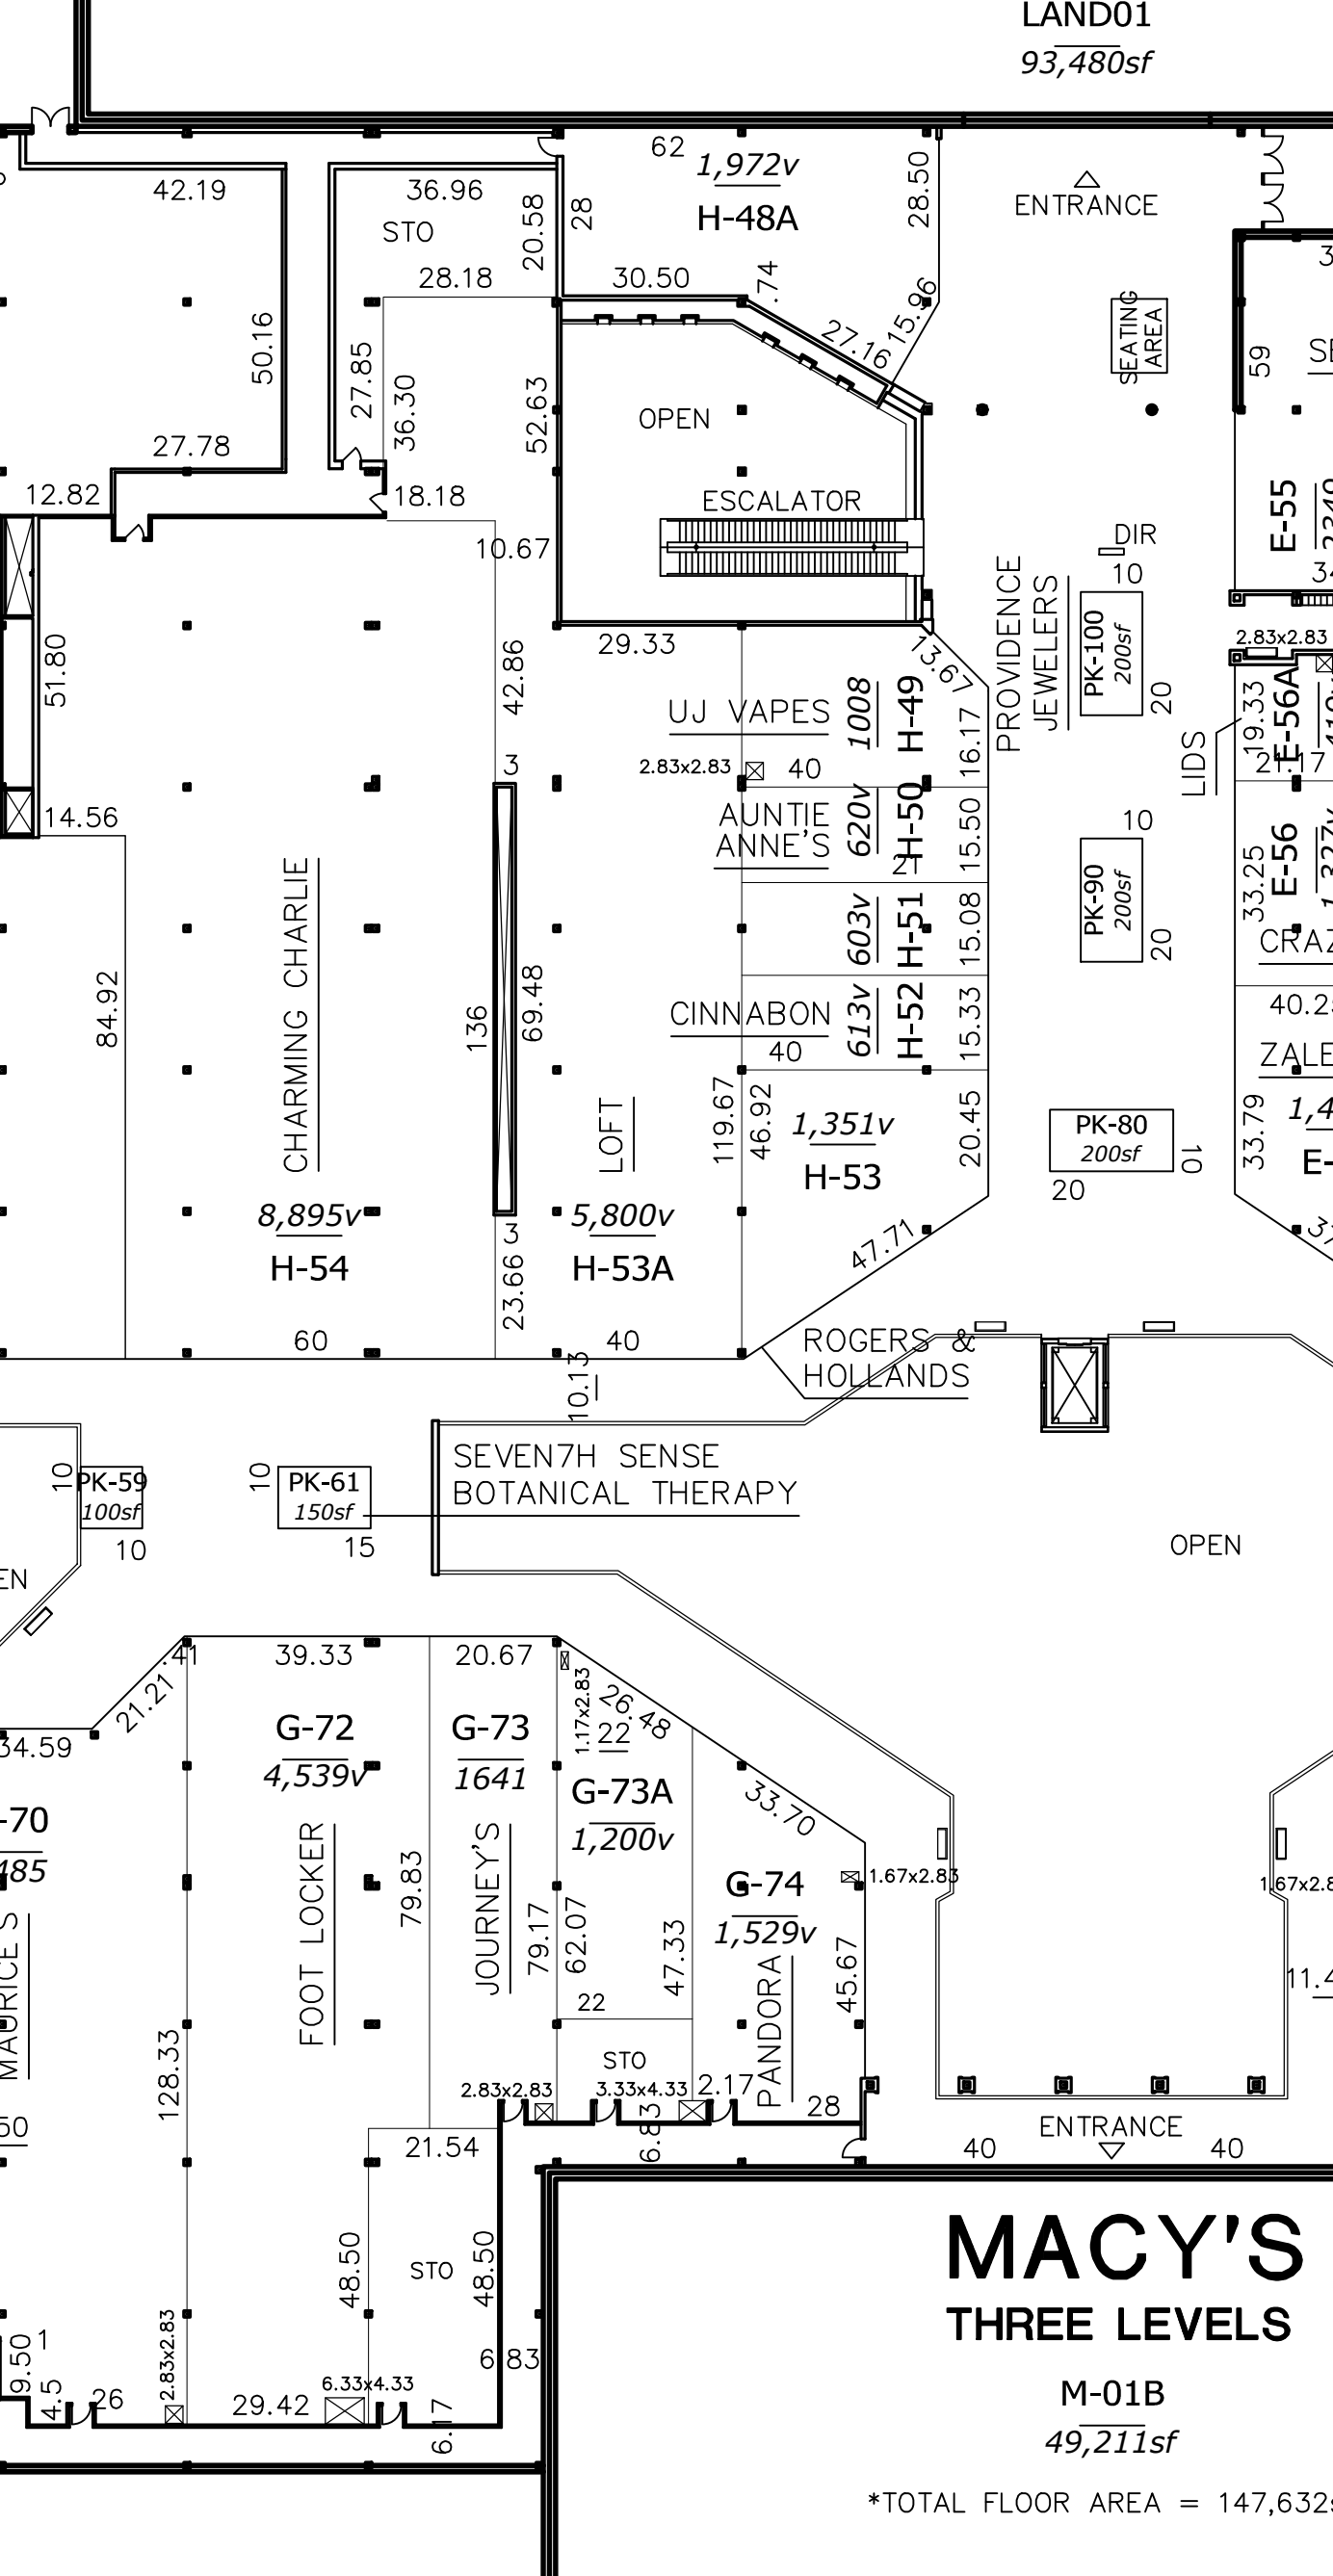 LAND01
93,480sf
62
1,972v
H-48A
28.50
28
20.58
42.19
36.96
STO
28.18
30.50
.74
15.96
27.16
ENTRANCE
SEATING
AREA
59
50.16
27.85
36.30
52.63
OPEN
27.78
12.82
18.18
ESCALATOR
E-55
DIR
10
10.67
PROVIDENCE
JEWELERS
PK-100
200sf
20
2.83x2.83
51.80
42.86
29.33
13.67
UJ VAPES
1008
H-49
16.17
LIDS
19.33
E-56A
21.17
3
2.83x2.83
40
14.56
AUNTIE
ANNE'S
620v
H-50
21
15.50
10
PK-90
200sf
20
33.25
E-56
CHARMING CHARLIE
603v
H-51
15.08
84.92
136
69.48
CINNABON
613v
H-52
15.33
40
LOFT
119.67
46.92
1,351v
H-53
20.45
PK-80
200sf
10
20
33.79
8,895v
H-54
3
5,800v
H-53A
23.66
47.71
60
40
10.13
ROGERS &
HOLLANDS
10
PK-59
100sf
10
10
PK-61
150sf
15
SEVEN7H SENSE
BOTANICAL THERAPY
OPEN
.41
21.21
39.33
20.67
1.17x2.83
26.48
34.59
G-72
4,539v
G-73
1641
22
G-73A
1,200v
33.70
FOOT LOCKER
79.83
JOURNEY'S
79.17
62.07
47.33
G-74
1,529v
1.67x2.83
PANDORA
45.67
MAURICE'S
128.33
22
STO
2.83x2.83
3.33x4.33
2.17
28
6.83
21.54
ENTRANCE
40
40
48.50
STO
48.50
MACY'S
THREE LEVELS
M-01B
49,211sf
9.50
1
4.5
26
2.83x2.83
29.42
6.33x4.33
6.83
6.17
*TOTAL FLOOR AREA = 147,632